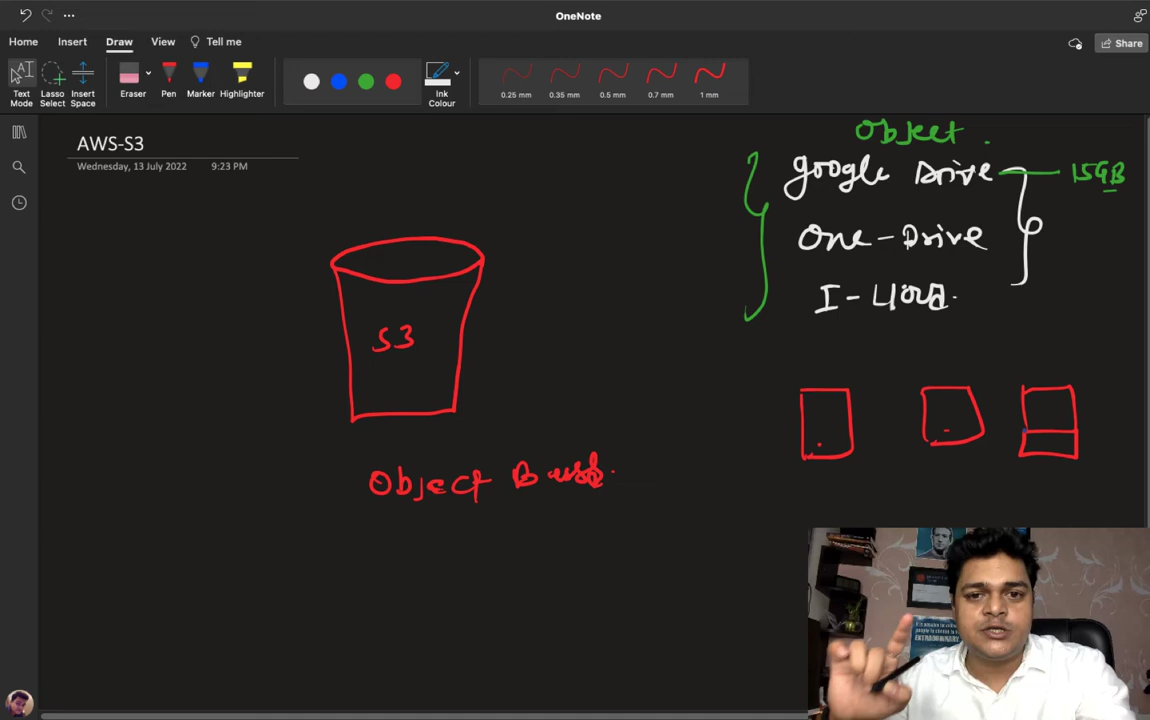 OneNote
Home Insert Draw View Tell me
Share
Text Mode
Lasso Select
Insert Space
Eraser
Pen
Marker
Highlighter
Ink Colour
0.25 mm
0.35 mm
0.5 mm
0.7 mm
1 mm
AWS-S3
Wednesday, 13 July 2022 9:23 PM
Object .
google Drive
15GB
One-Drive
S3
Object